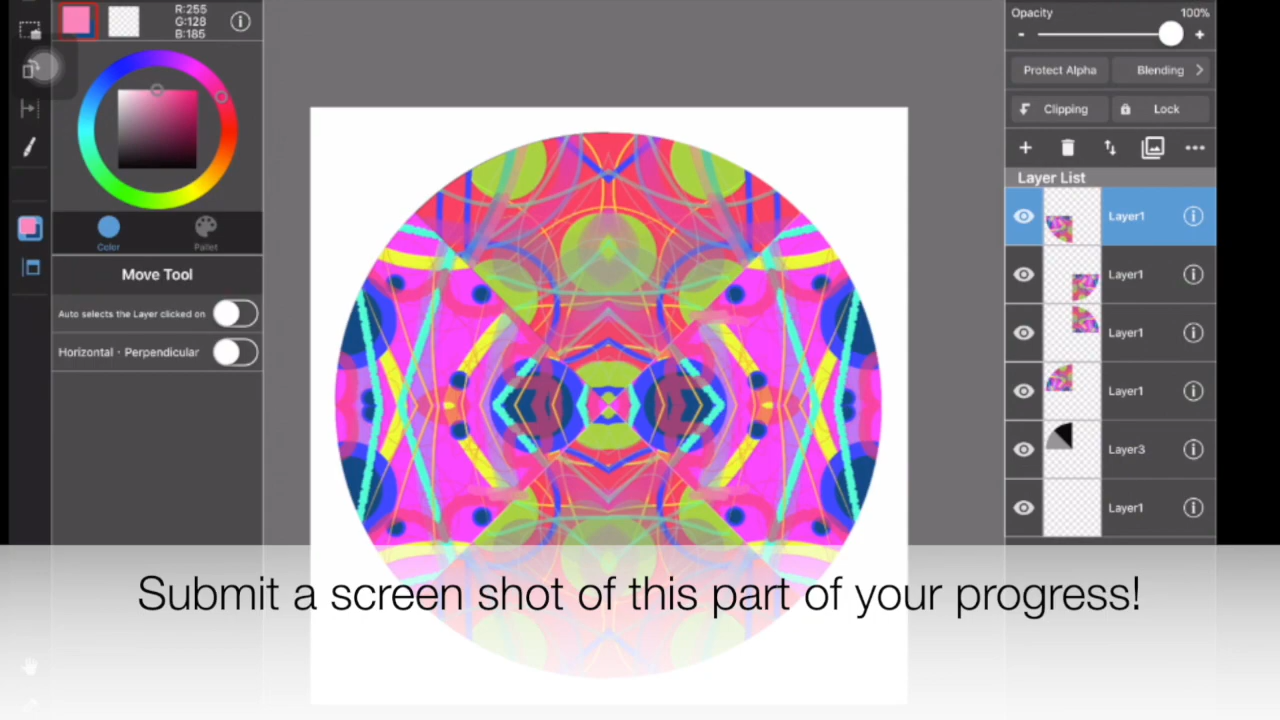 R:255
G:128
B:185
Color
Pallet
Move Tool
Auto selects the Layer clicked on
Horizontal · Perpendicular
Opacity
100%
- +
Protect Alpha
Blending
Clipping
Lock
Layer List
Layer1
Layer1
Layer1
Layer1
Layer3
Layer1
Submit a screen shot of this part of your progress!